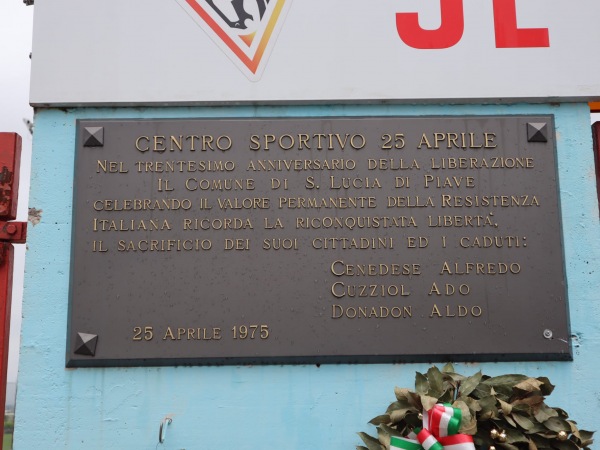 CENTRO SPORTIVO 25 APRILE
NEL TRENTESIMO ANNIVERSARIO DELLA LIBERAZIONE
IL COMUNE DI S. LUCIA DI PIAVE
CELEBRANDO IL VALORE PERMANENTE DELLA RESISTENZA
ITALIANA RICORDA LA RICONQUISTATA LIBERTA',
IL SACRIFICIO DEI SUOI CITTADINI ED I CADUTI:
CENEDESE ALFREDO
CUZZIOL ADO
DONADON ALDO
25 APRILE 1975